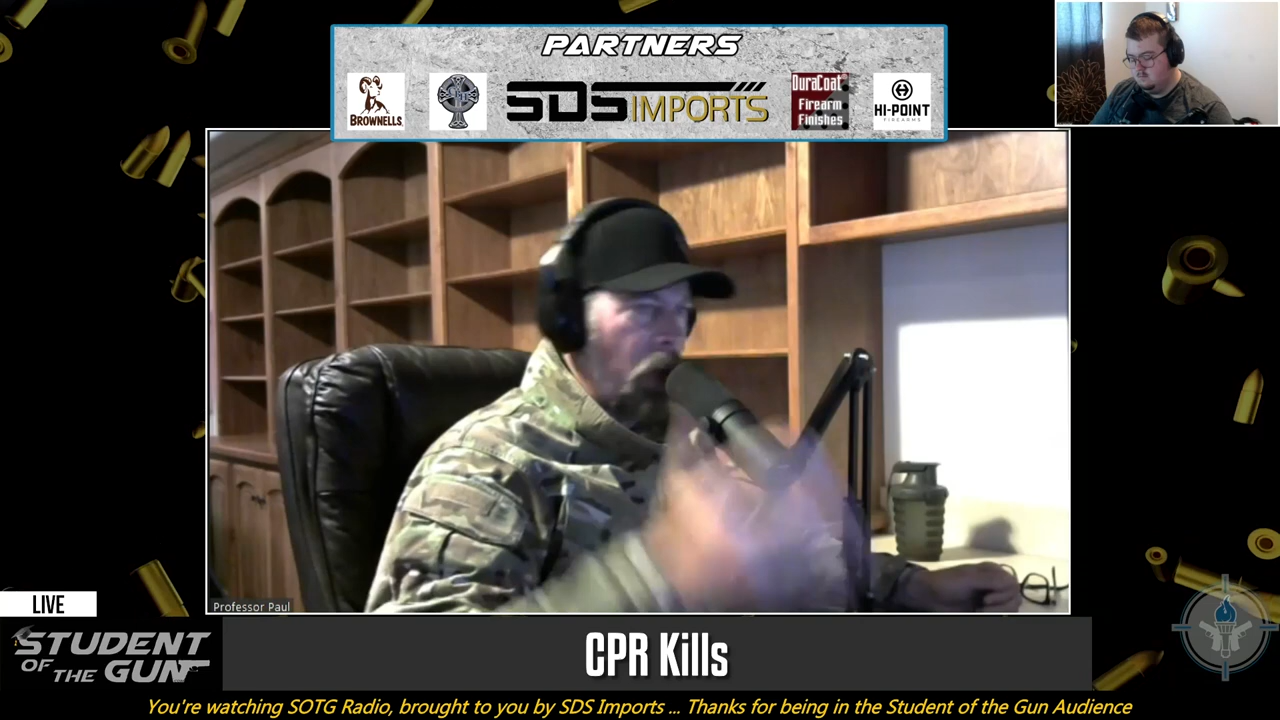 PARTNERS
BROWNELLS
SDS IMPORTS
DuraCoat
Firearm
Finishes
HI-POINT
FIREARMS
Professor Paul
LIVE
STUDENT
OF THE GUN
CPR Kills
You're watching SOTG Radio, brought to you by SDS Imports ... Thanks for being in the Student of the Gun Audience